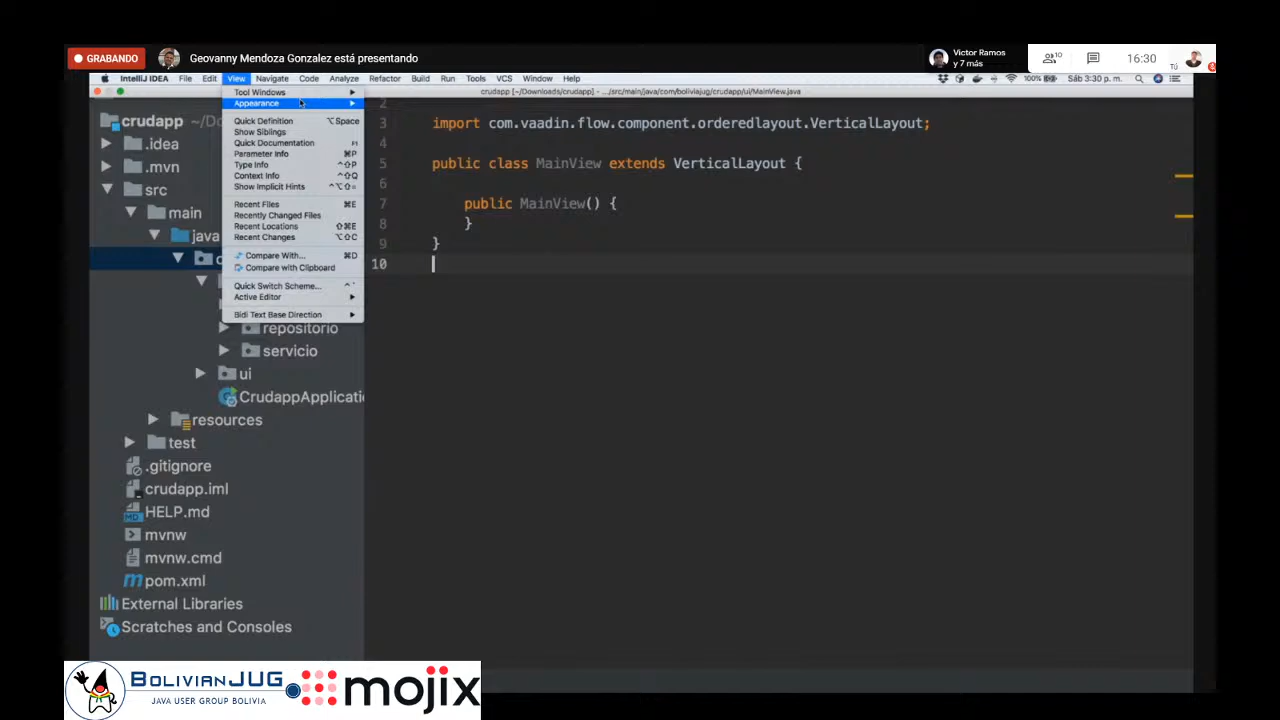 GRABANDO
Geovanny Mendoza Gonzalez está presentando
Victor Ramos
y 7 más
10
16:30
Tú
IntelliJ IDEA File Edit View Navigate Code Analyze Refactor Build Run Tools VCS Window Help
100% Sáb 3:30 p. m.
crudapp [~/Downloads/crudapp] - .../src/main/java/com/boliviajug/crudapp/ui/MainView.java
Tool Windows
Appearance
Quick Definition ⌥Space
Show Siblings
Quick Documentation
Parameter Info ⌘P
Type Info ⌃⇧P
Context Info ⌃⇧Q
Show Implicit Hints ⌃⌥⇧=
Recent Files ⌘E
Recently Changed Files
Recent Locations ⇧⌘E
Recent Changes ⌥⇧C
Compare With... ⌘D
Compare with Clipboard
Quick Switch Scheme... ⌃`
Active Editor
Bidi Text Base Direction
crudapp
.idea
.mvn
src
main
java
repositorio
servicio
ui
CrudappApplicati
resources
test
.gitignore
crudapp.iml
HELP.md
mvnw
mvnw.cmd
pom.xml
External Libraries
Scratches and Consoles
2
3 import com.vaadin.flow.component.orderedlayout.VerticalLayout;
4
5 public class MainView extends VerticalLayout {
6
7 public MainView() {
8 }
9 }
10
BOLIVIANJUG
JAVA USER GROUP BOLIVIA
mojix